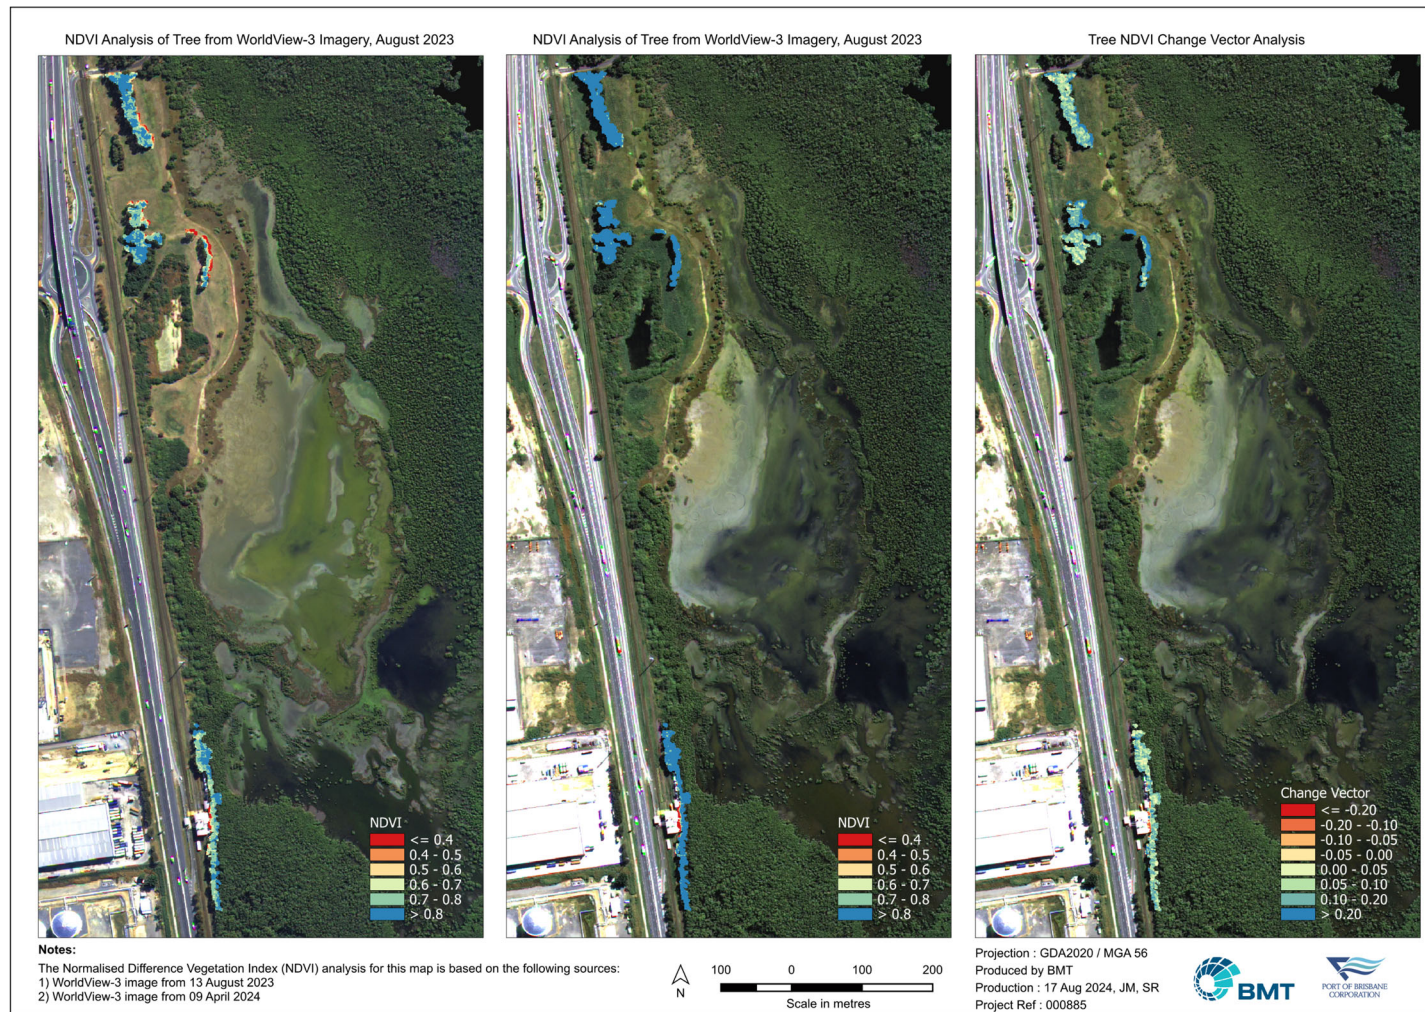 NDVI Analysis of Tree from WorldView-3 Imagery, August 2023
NDVI Analysis of Tree from WorldView-3 Imagery, August 2023
Tree NDVI Change Vector Analysis
NDVI
<= 0.4
0.4 - 0.5
0.5 - 0.6
0.6 - 0.7
0.7 - 0.8
> 0.8
NDVI
<= 0.4
0.4 - 0.5
0.5 - 0.6
0.6 - 0.7
0.7 - 0.8
> 0.8
Change Vector
<= -0.20
-0.20 - -0.10
-0.10 - -0.05
-0.05 - 0.00
0.00 - 0.05
0.05 - 0.10
0.10 - 0.20
> 0.20
Notes:
The Normalised Difference Vegetation Index (NDVI) analysis for this map is based on the following sources:
1) WorldView-3 image from 13 August 2023
2) WorldView-3 image from 09 April 2024
N
100 0 100 200
Scale in metres
Projection : GDA2020 / MGA 56
Produced by BMT
Production : 17 Aug 2024, JM, SR
Project Ref : 000885
BMT
PORT OF BRISBANE
CORPORATION